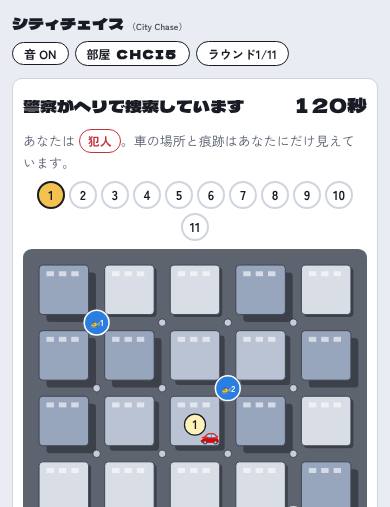 シティチェイス (City Chase)
音 ON 部屋 CHCI5 ラウンド1/11
警察がヘリで捜索しています 120秒
あなたは 犯人 。車の場所と痕跡はあなたにだけ見えて
います。
1 2 3 4 5 6 7 8 9 10
11
1
2
1